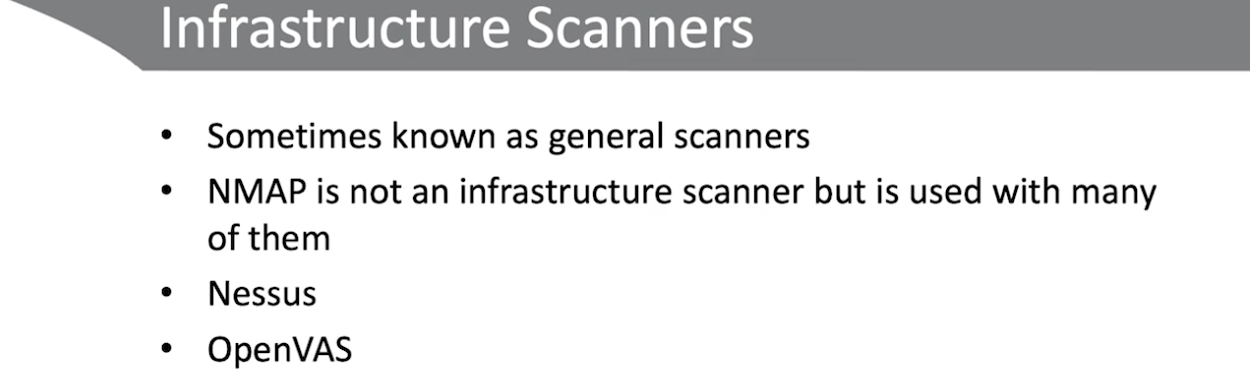 Infrastructure Scanners
• Sometimes known as general scanners
• NMAP is not an infrastructure scanner but is used with many
of them
• Nessus
• OpenVAS